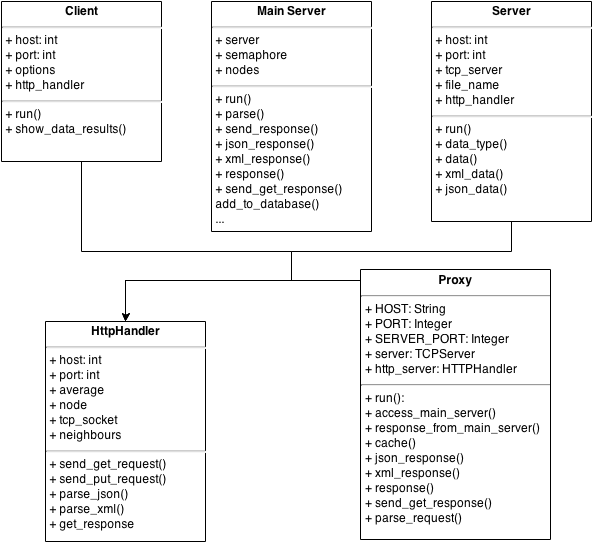 Client
+ host: int
+ port: int
+ options
+ http_handler
+ run()
+ show_data_results()
Main Server
+ server
+ semaphore
+ nodes
+ run()
+ parse()
+ send_response()
+ json_response()
+ xml_response()
+ response()
+ send_get_response()
add_to_database()
...
Server
+ host: int
+ port: int
+ tcp_server
+ file_name
+ http_handler
+ run()
+ data_type()
+ data()
+ xml_data()
+ json_data()
HttpHandler
+ host: int
+ port: int
+ average
+ node
+ tcp_socket
+ neighbours
+ send_get_request()
+ send_put_request()
+ parse_json()
+ parse_xml()
+ get_response
Proxy
+ HOST: String
+ PORT: Integer
+ SERVER_PORT: Integer
+ server: TCPServer
+ http_server: HTTPHandler
+ run():
+ access_main_server()
+ response_from_main_server()
+ cache()
+ json_response()
+ xml_response()
+ response()
+ send_get_response()
+ parse_request()